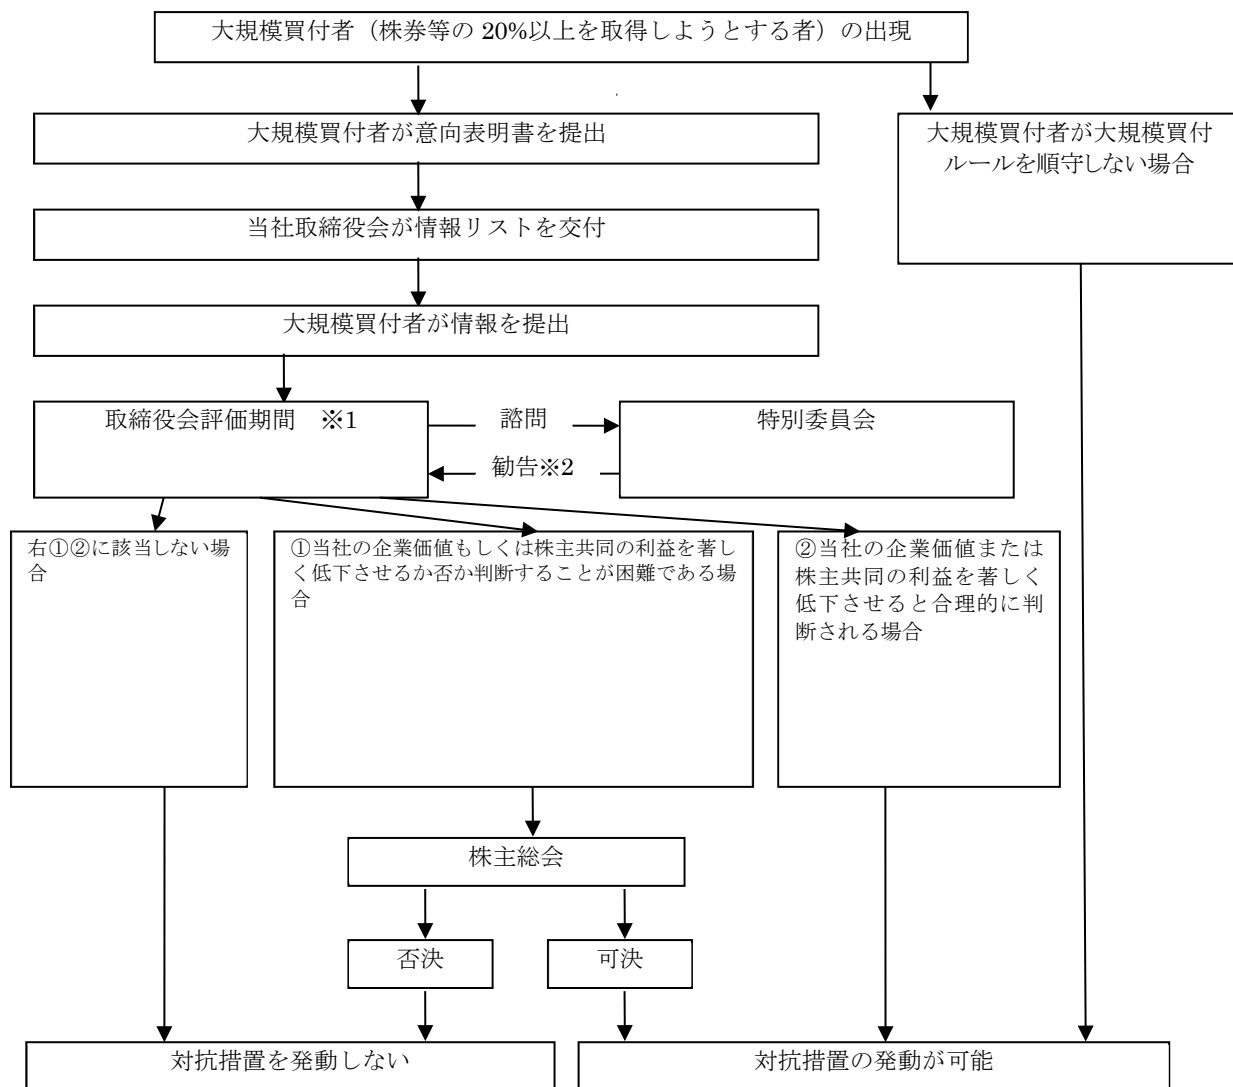 大規模買付者（株券等の 20%以上を取得しようとする者）の出現
大規模買付者が意向表明書を提出
大規模買付者が大規模買付
ルールを順守しない場合
当社取締役会が情報リストを交付
大規模買付者が情報を提出
取締役会評価期間　※1
諮問
特別委員会
勧告※2
右①②に該当しない場
合
①当社の企業価値もしくは株主共同の利益を著し
く低下させるか否か判断することが困難である場
合
②当社の企業価値または
株主共同の利益を著しく
低下させると合理的に判
断される場合
株主総会
否決
可決
対抗措置を発動しない
対抗措置の発動が可能